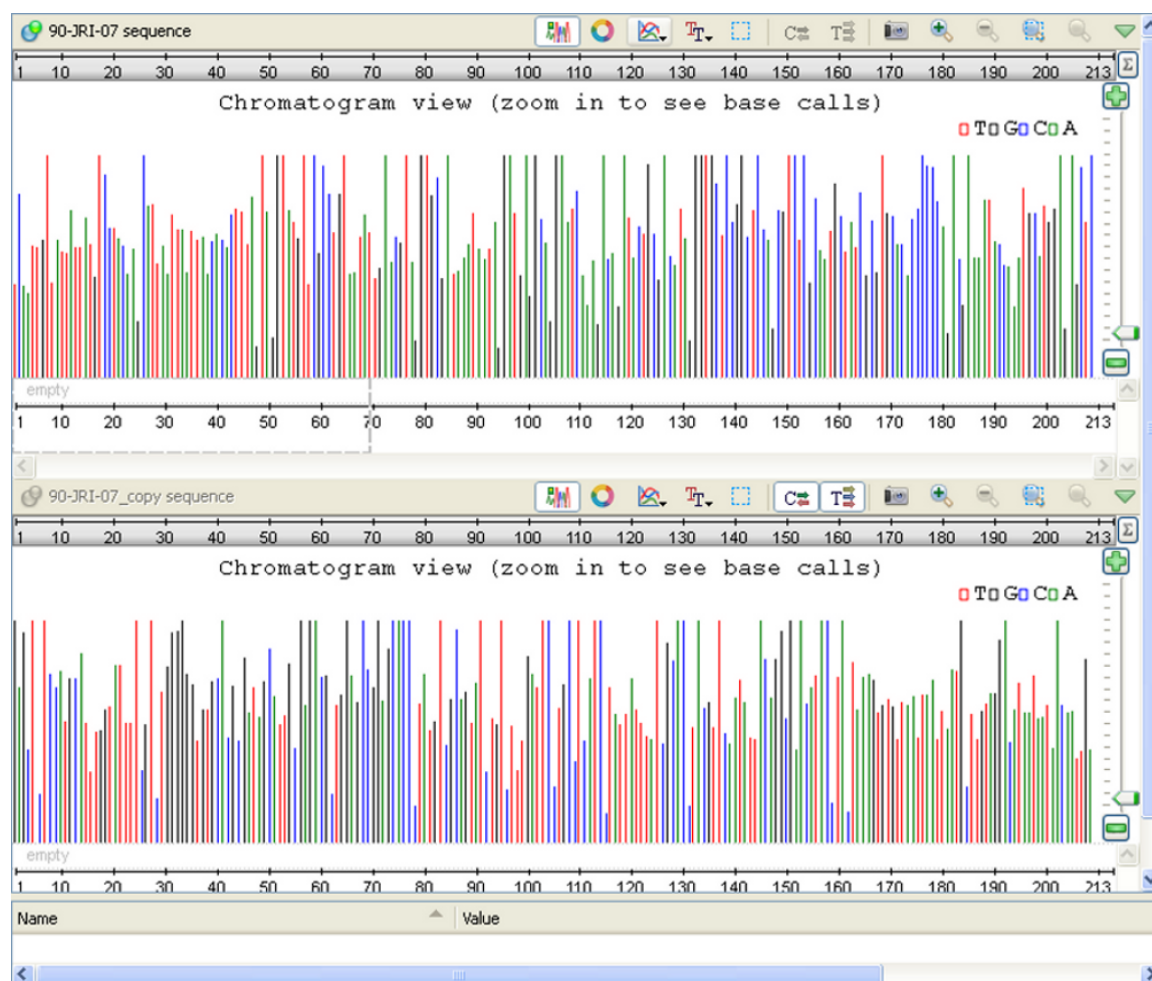 90-JRI-07 sequence
C T
1 10 20 30 40 50 60 70 80 90 100 110 120 130 140 150 160 170 180 190 200 213 Σ
Chromatogram view (zoom in to see base calls)
T G C A
empty
1 10 20 30 40 50 60 70 80 90 100 110 120 130 140 150 160 170 180 190 200 213
90-JRI-07_copy sequence
C T
1 10 20 30 40 50 60 70 80 90 100 110 120 130 140 150 160 170 180 190 200 213 Σ
Chromatogram view (zoom in to see base calls)
T G C A
empty
1 10 20 30 40 50 60 70 80 90 100 110 120 130 140 150 160 170 180 190 200 213
Name Value